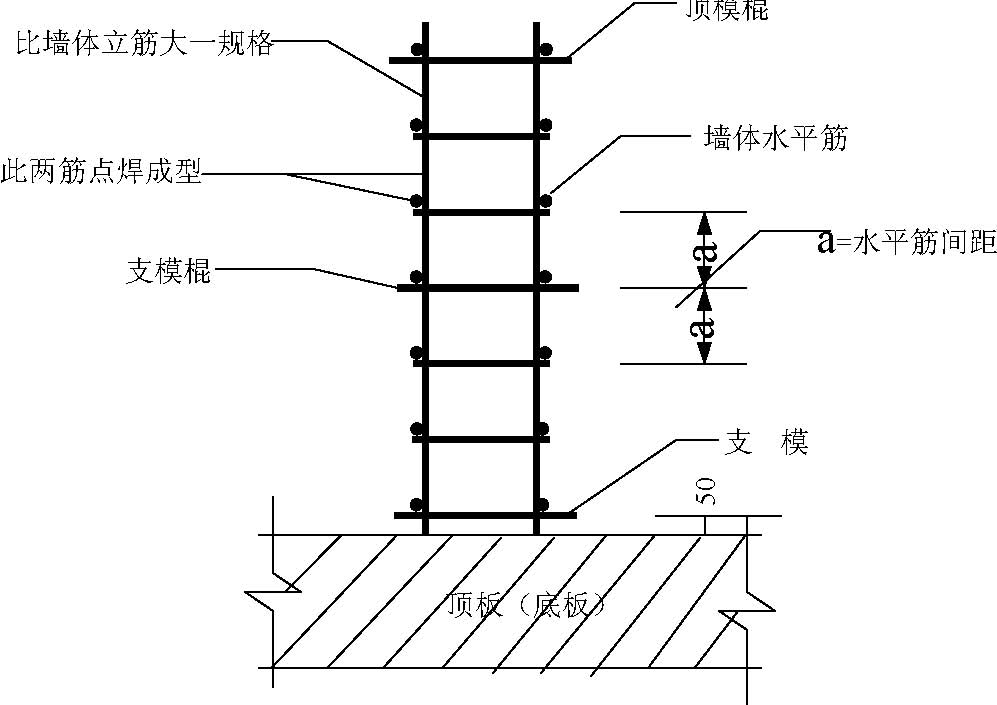 顶模棍
比墙体立筋大一规格
墙体水平筋
此两筋点焊成型
a
a=水平筋间距
支模棍
a
支 模
50
顶板（底板）